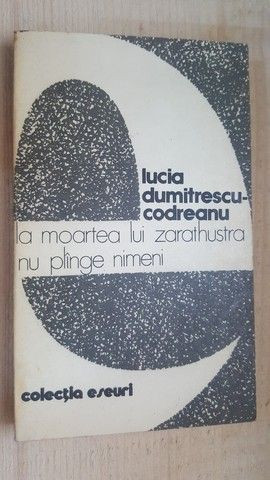 lucia
dumitrescu-
codreanu
la moartea lui zarathustra
nu plînge nimeni
colecția eseuri